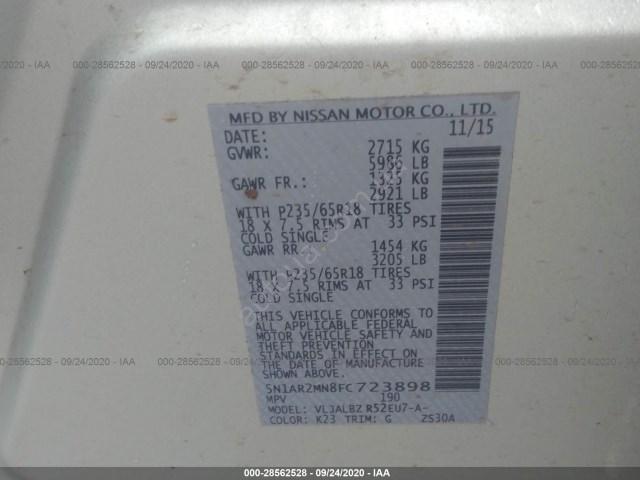 000-28562528 - 09/24/2020 - IAA
MFD BY NISSAN MOTOR CO., LTD.
DATE: 11/15
GVWR: 2715 KG
5986 LB
GAWR FR.: 1325 KG
2921 LB
WITH P235/65R18 TIRES
18 X 7.5 RIMS AT 33 PSI
COLD SINGLE
GAWR RR. 1454 KG
3205 LB
WITH P235/65R18 TIRES
18 X 7.5 RIMS AT 33 PSI
COLD SINGLE
THIS VEHICLE CONFORMS TO
ALL APPLICABLE FEDERAL
MOTOR VEHICLE SAFETY AND
THEFT PREVENTION
STANDARDS IN EFFECT ON
THE DATE OF MANUFACTURE
SHOWN ABOVE.
5N1AR2MN8FC723898
MPV 190
MODEL: VLJALBZ R52EU7-A-
COLOR: K23 TRIM: G ZS30A
000-28562528 - 09/24/2020 - IAA